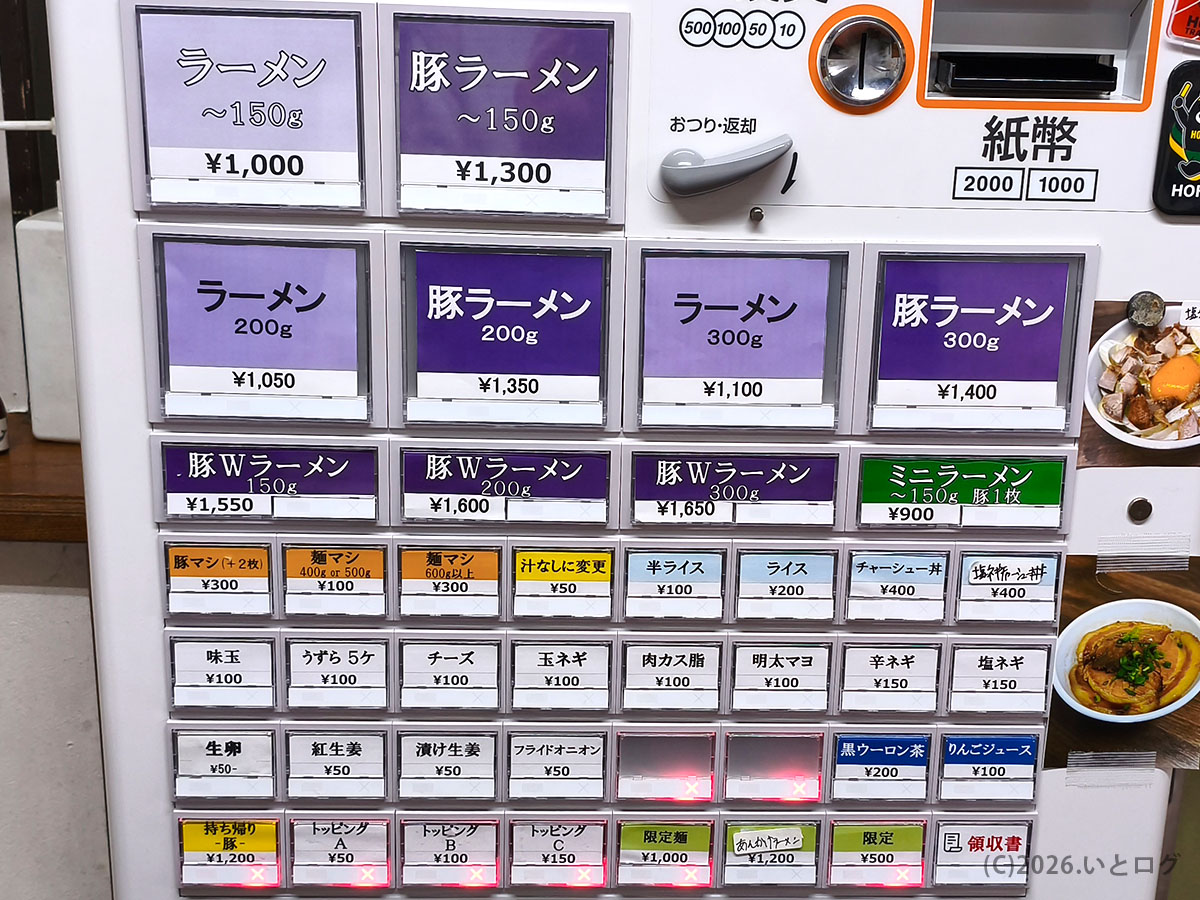 500 100 50 10
おつり・返却
紙幣
2000 1000
ラーメン
～150g
¥1,000
豚ラーメン
～150g
¥1,300
ラーメン
200g
¥1,050
豚ラーメン
200g
¥1,350
ラーメン
300g
¥1,100
豚ラーメン
300g
¥1,400
豚Wラーメン
150g
¥1,550
豚Wラーメン
200g
¥1,600
豚Wラーメン
300g
¥1,650
ミニラーメン
～150g 豚1枚
¥900
豚マシ(+2枚)
¥300
麺マシ
400g or 500g
¥100
麺マシ
600g以上
¥300
汁なしに変更
¥50
半ライス
¥100
ライス
¥200
チャーシュー丼
¥400
¥400
味玉
¥100
うずら 5ケ
¥100
チーズ
¥100
玉ネギ
¥100
肉カス脂
¥100
明太マヨ
¥100
辛ネギ
¥150
塩ネギ
¥150
生卵
¥50-
紅生姜
¥50
漬け生姜
¥50
フライドオニオン
¥50
黒ウーロン茶
¥200
りんごジュース
¥100
持ち帰り
-豚-
¥1,200
トッピング
A
¥50
トッピング
B
¥100
トッピング
C
¥150
限定麺
¥1,000
あんかけラーメン
¥1,200
限定
¥500
領収書
(C)2026.いとログ